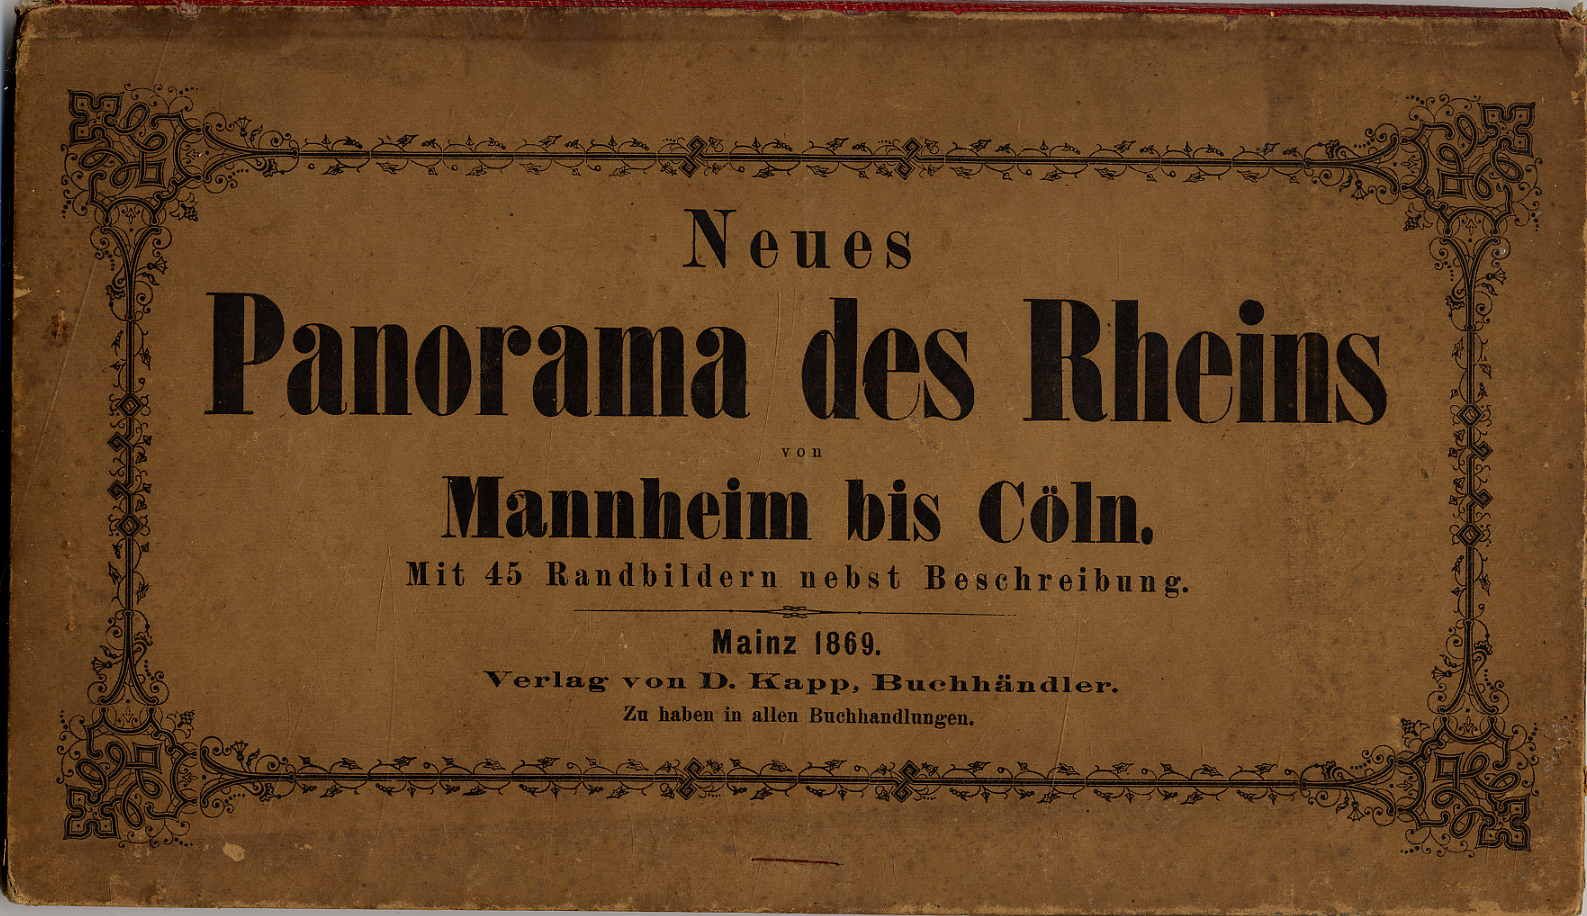 Neues
Panorama des Rheins
von
Mannheim bis Cöln.
Mit 45 Randbildern nebst Beschreibung.
Mainz 1869.
Verlag von D. Kapp, Buchhändler.
Zu haben in allen Buchhandlungen.